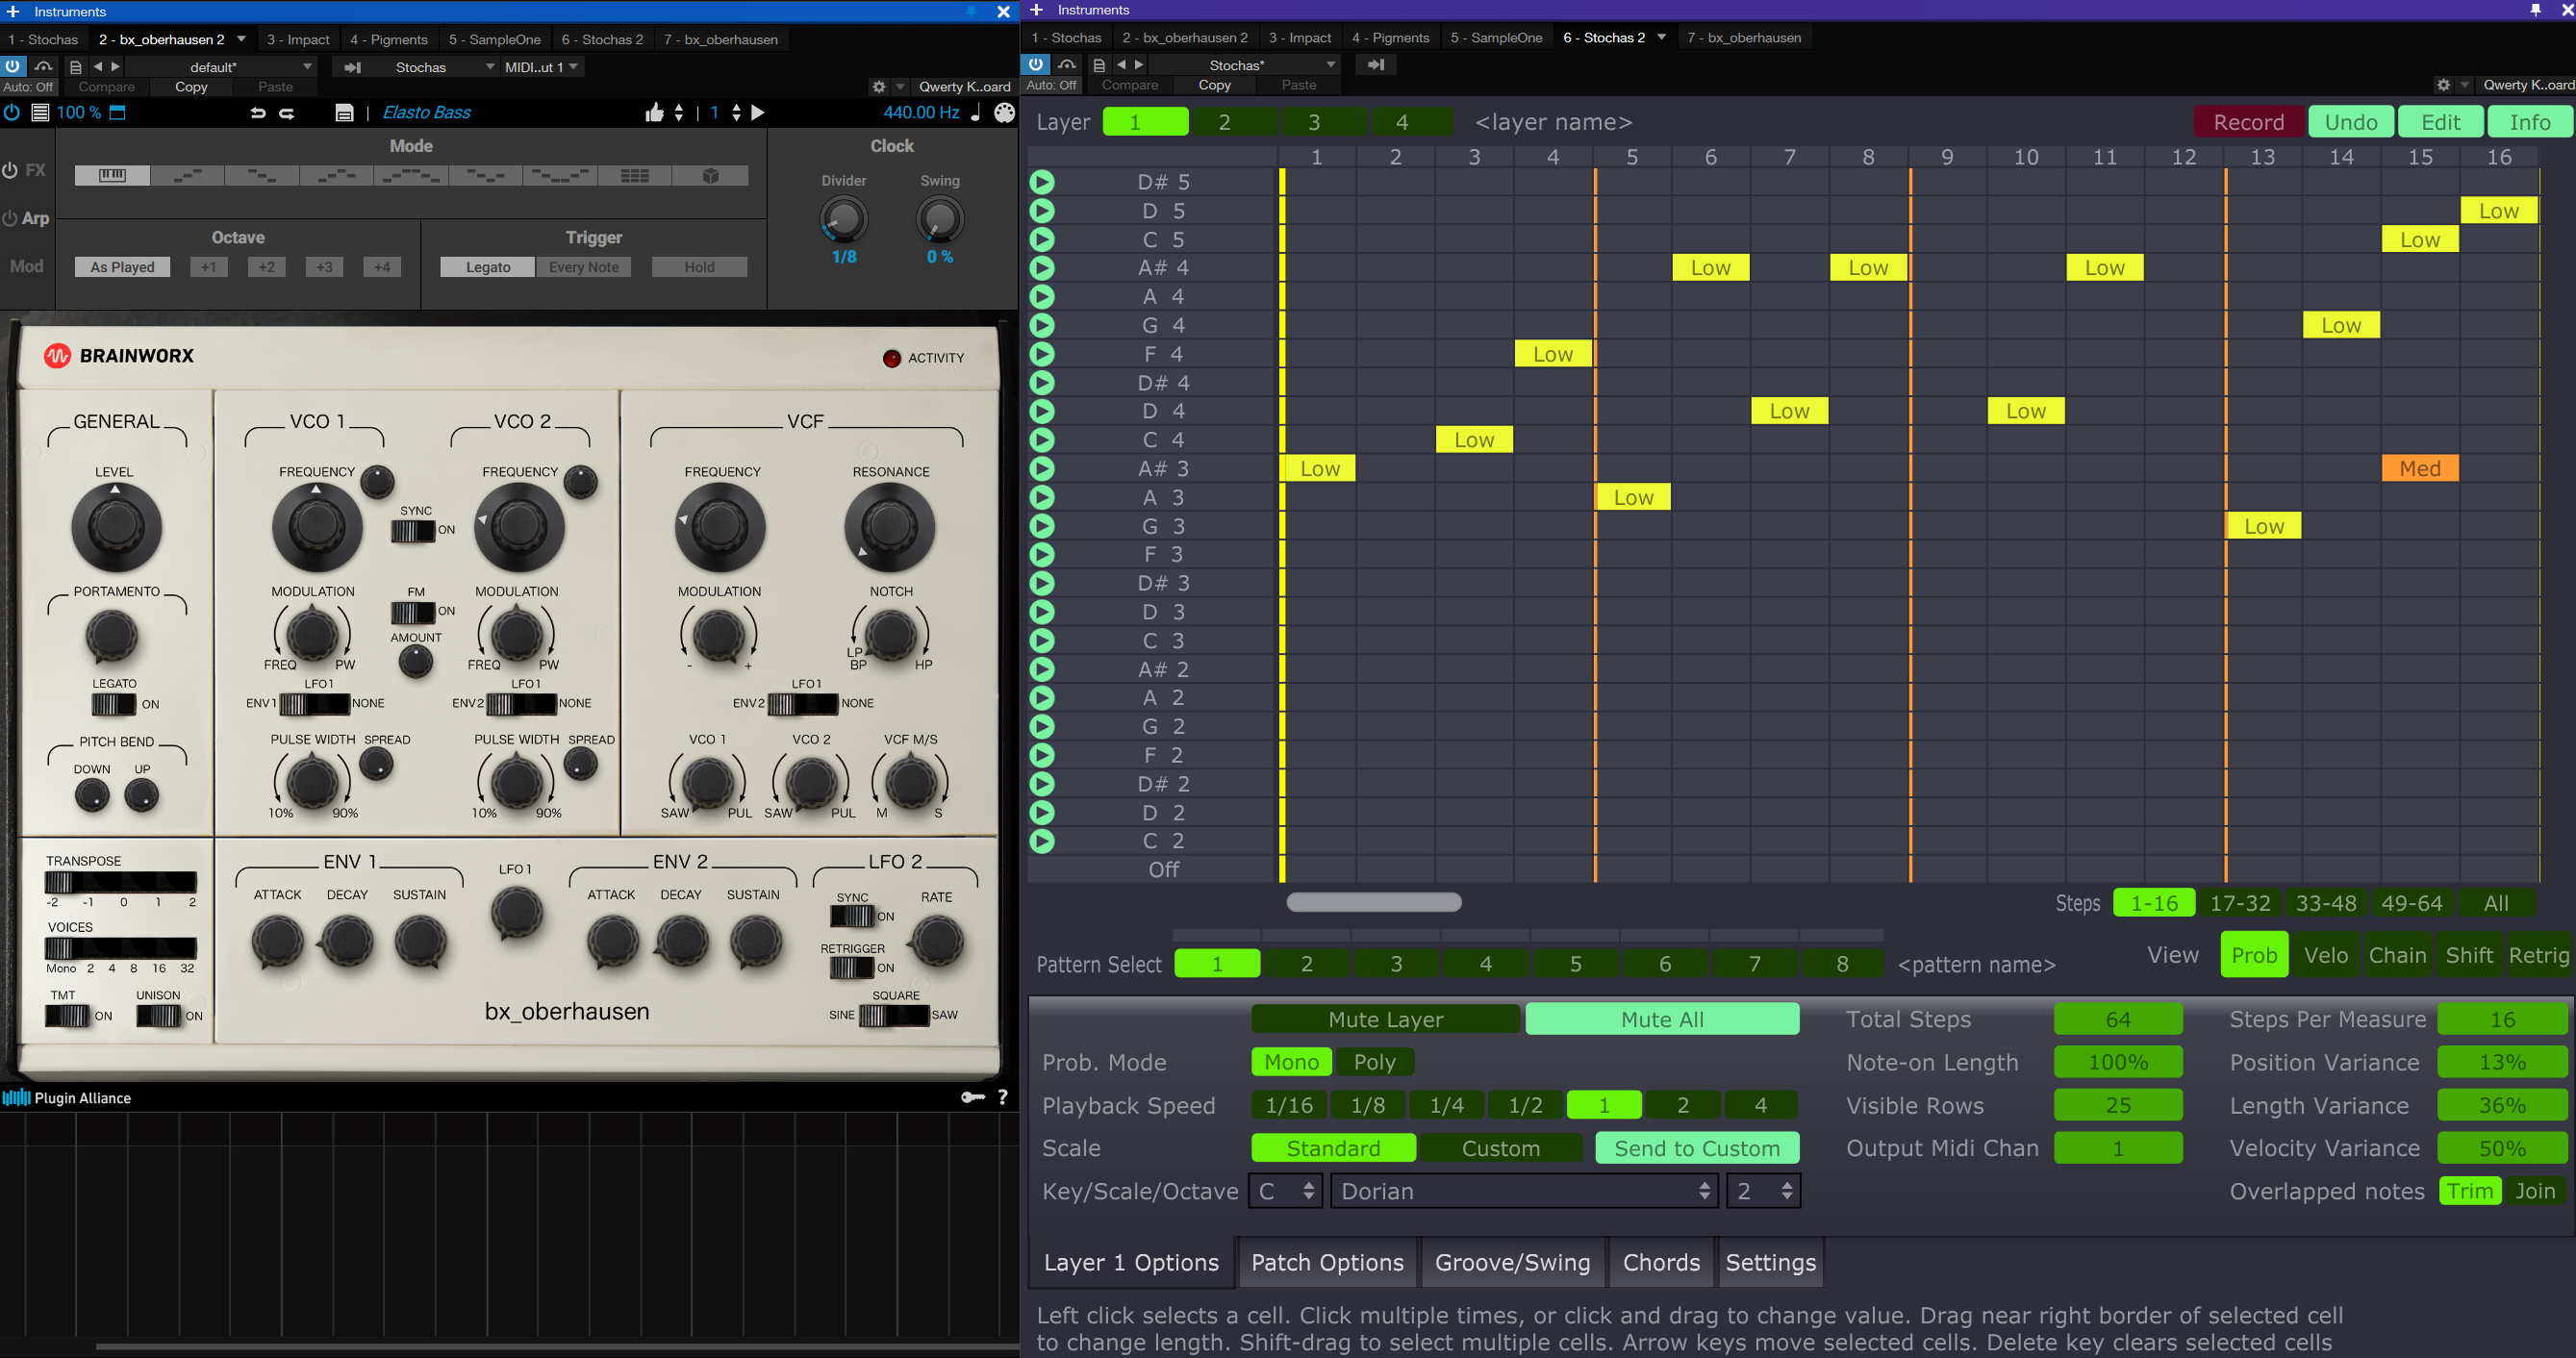 Instruments
1 - Stochas 2 - bx_oberhausen 2 3 - Impact 4 - Pigments 5 - SampleOne 6 - Stochas 2 7 - bx_oberhausen
default* Stochas MIDI..ut 1
Auto: Off Compare Copy Paste Qwerty K..oard
100 % Elasto Bass 1 440.00 Hz
Mode Clock
FX
Divider Swing
Arp
Octave Trigger
1/8 0 %
Mod As Played +1 +2 +3 +4 Legato Every Note Hold
BRAINWORX ACTIVITY
GENERAL VCO 1 VCO 2 VCF
LEVEL FREQUENCY FREQUENCY FREQUENCY RESONANCE
SYNC
ON
PORTAMENTO MODULATION FM MODULATION MODULATION NOTCH
ON
AMOUNT
LP
FREQ PW FREQ PW - + BP HP
LEGATO LFO1 LFO1 LFO1
ON ENV1 NONE ENV2 NONE ENV2 NONE
PITCH BEND PULSE WIDTH SPREAD PULSE WIDTH SPREAD VCO 1 VCO 2 VCF M/S
DOWN UP
10% 90% 10% 90% SAW PUL SAW PUL M S
TRANSPOSE ENV 1 LFO1 ENV 2 LFO 2
-2 -1 0 1 2 ATTACK DECAY SUSTAIN ATTACK DECAY SUSTAIN SYNC RATE
ON
VOICES
Mono 2 4 8 16 32 RETRIGGER
ON
TMT UNISON SQUARE
ON ON bx_oberhausen SINE SAW
Plugin Alliance ?
Instruments
1 - Stochas 2 - bx_oberhausen 2 3 - Impact 4 - Pigments 5 - SampleOne 6 - Stochas 2 7 - bx_oberhausen
Stochas*
Auto: Off Compare Copy Paste Qwerty K..oard
Layer 1 2 3 4 <layer name> Record Undo Edit Info
1 2 3 4 5 6 7 8 9 10 11 12 13 14 15 16
D# 5
D 5 Low
C 5 Low
A# 4 Low Low Low
A 4
G 4 Low
F 4 Low
D# 4
D 4 Low Low
C 4 Low
A# 3 Low Med
A 3 Low
G 3 Low
F 3
D# 3
D 3
C 3
A# 2
A 2
G 2
F 2
D# 2
D 2
C 2
Off
Steps 1-16 17-32 33-48 49-64 All
Pattern Select 1 2 3 4 5 6 7 8 <pattern name> View Prob Velo Chain Shift Retrig
Mute Layer Mute All Total Steps 64 Steps Per Measure 16
Prob. Mode Mono Poly Note-on Length 100% Position Variance 13%
Playback Speed 1/16 1/8 1/4 1/2 1 2 4 Visible Rows 25 Length Variance 36%
Scale Standard Custom Send to Custom Output Midi Chan 1 Velocity Variance 50%
Key/Scale/Octave C Dorian 2 Overlapped notes Trim Join
Layer 1 Options Patch Options Groove/Swing Chords Settings
Left click selects a cell. Click multiple times, or click and drag to change value. Drag near right border of selected cell
to change length. Shift-drag to select multiple cells. Arrow keys move selected cells. Delete key clears selected cells